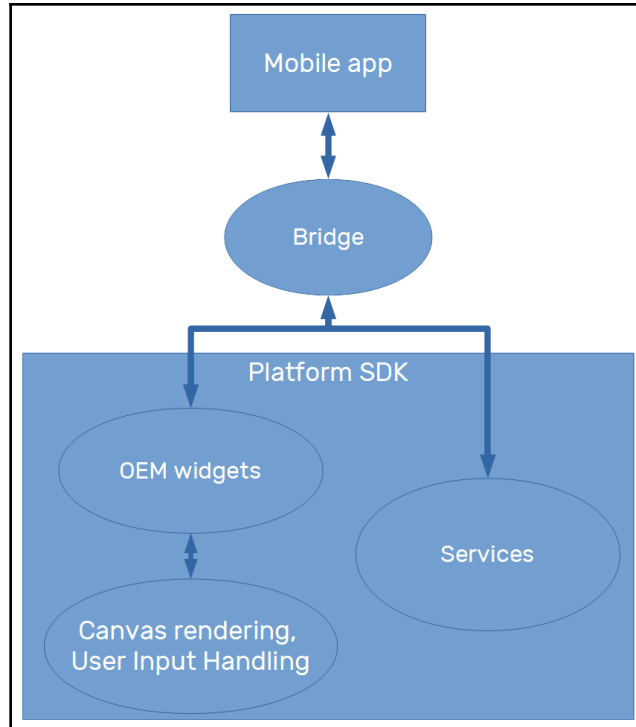 Mobile app
Bridge
Platform SDK
OEM widgets
Services
Canvas rendering,
User Input Handling